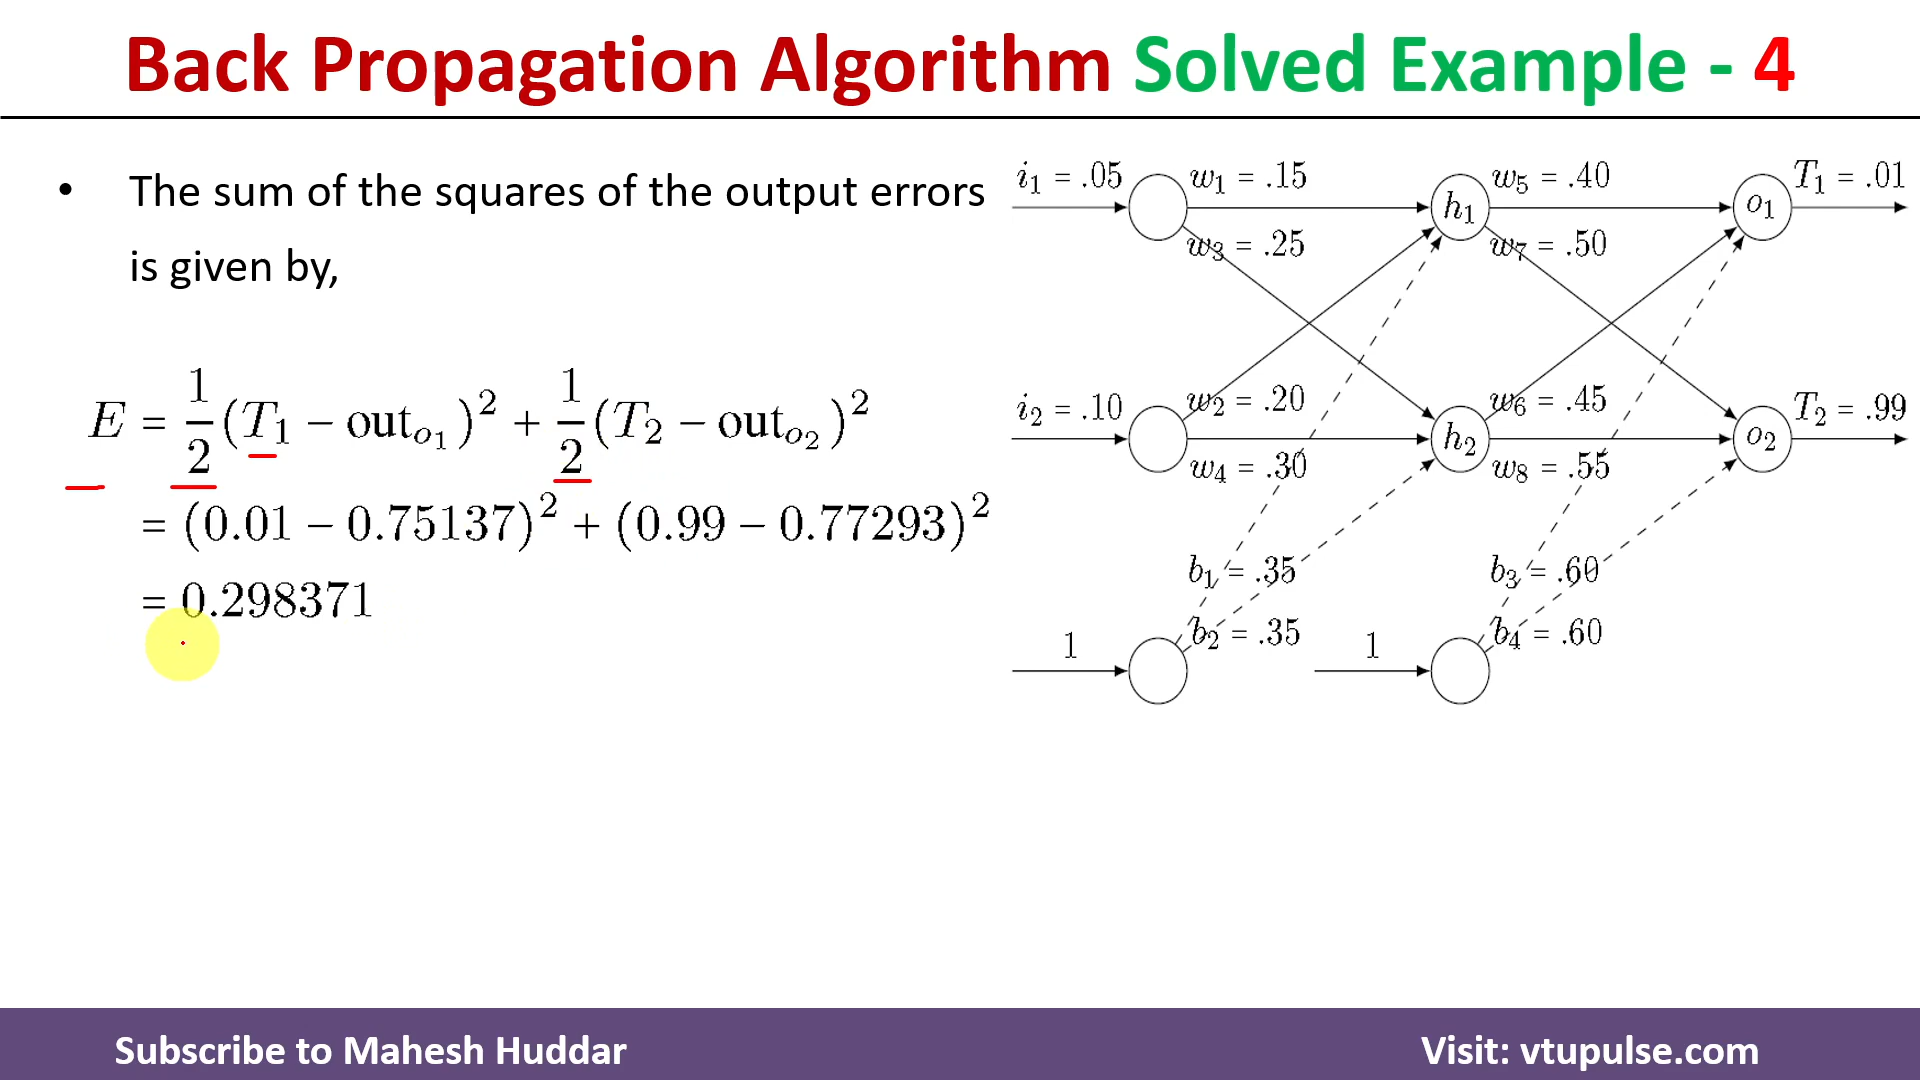 Back Propagation Algorithm Solved Example - 4
• The sum of the squares of the output errors
is given by,
E = 1/2 (T₁ − out_o₁)² + 1/2 (T₂ − out_o₂)²
= (0.01 − 0.75137)² + (0.99 − 0.77293)²
= 0.298371
i₁ = .05 w₁ = .15 w₅ = .40 T₁ = .01
h₁ o₁
w₃ = .25 w₇ = .50
i₂ = .10 w₂ = .20 w₆ = .45 T₂ = .99
h₂ o₂
w₄ = .30 w₈ = .55
b₁ = .35 b₃ = .60
1 b₂ = .35 1 b₄ = .60
Subscribe to Mahesh Huddar Visit: vtupulse.com